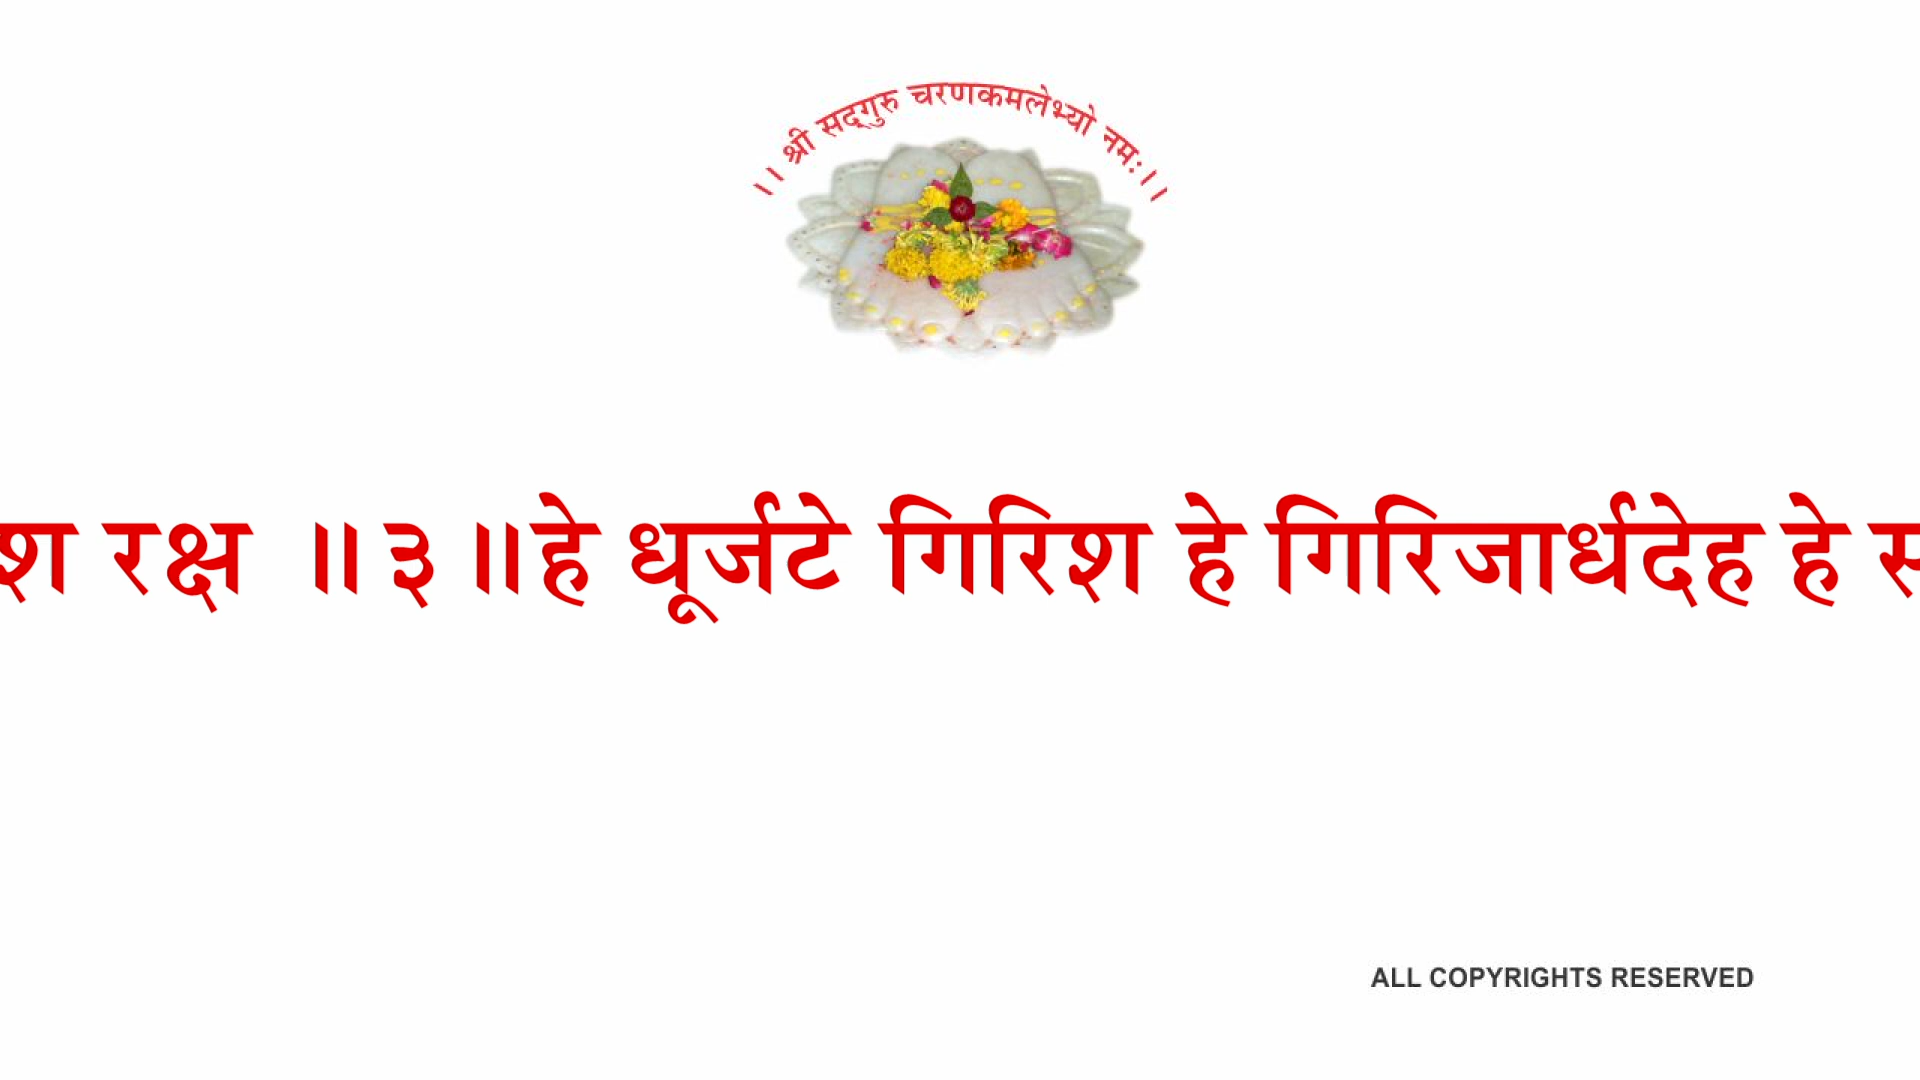 ।। श्री सद्‌गुरु चरणकमलेभ्यो नमः।।
श रक्ष ॥३॥हे धूर्जटे गिरिश हे गिरिजार्धदेह हे
ALL COPYRIGHTS RESERVED